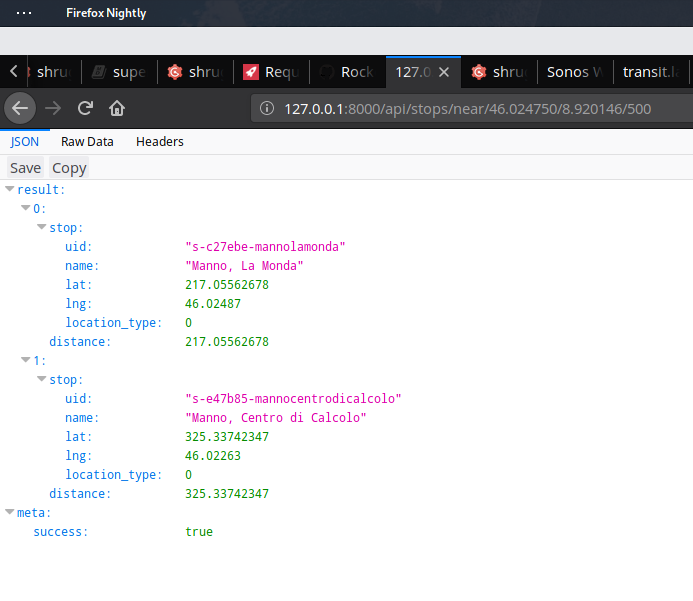 Firefox Nightly
shru supe shru Requ Rock 127.0 shru Sonos W transit.la
127.0.0.1:8000/api/stops/near/46.024750/8.920146/500
JSON Raw Data Headers
Save Copy
result:
0:
stop:
uid: "s-c27ebe-mannolamonda"
name: "Manno, La Monda"
lat: 217.05562678
lng: 46.02487
location_type: 0
distance: 217.05562678
1:
stop:
uid: "s-e47b85-mannocentrodicalcolo"
name: "Manno, Centro di Calcolo"
lat: 325.33742347
lng: 46.02263
location_type: 0
distance: 325.33742347
meta:
success: true